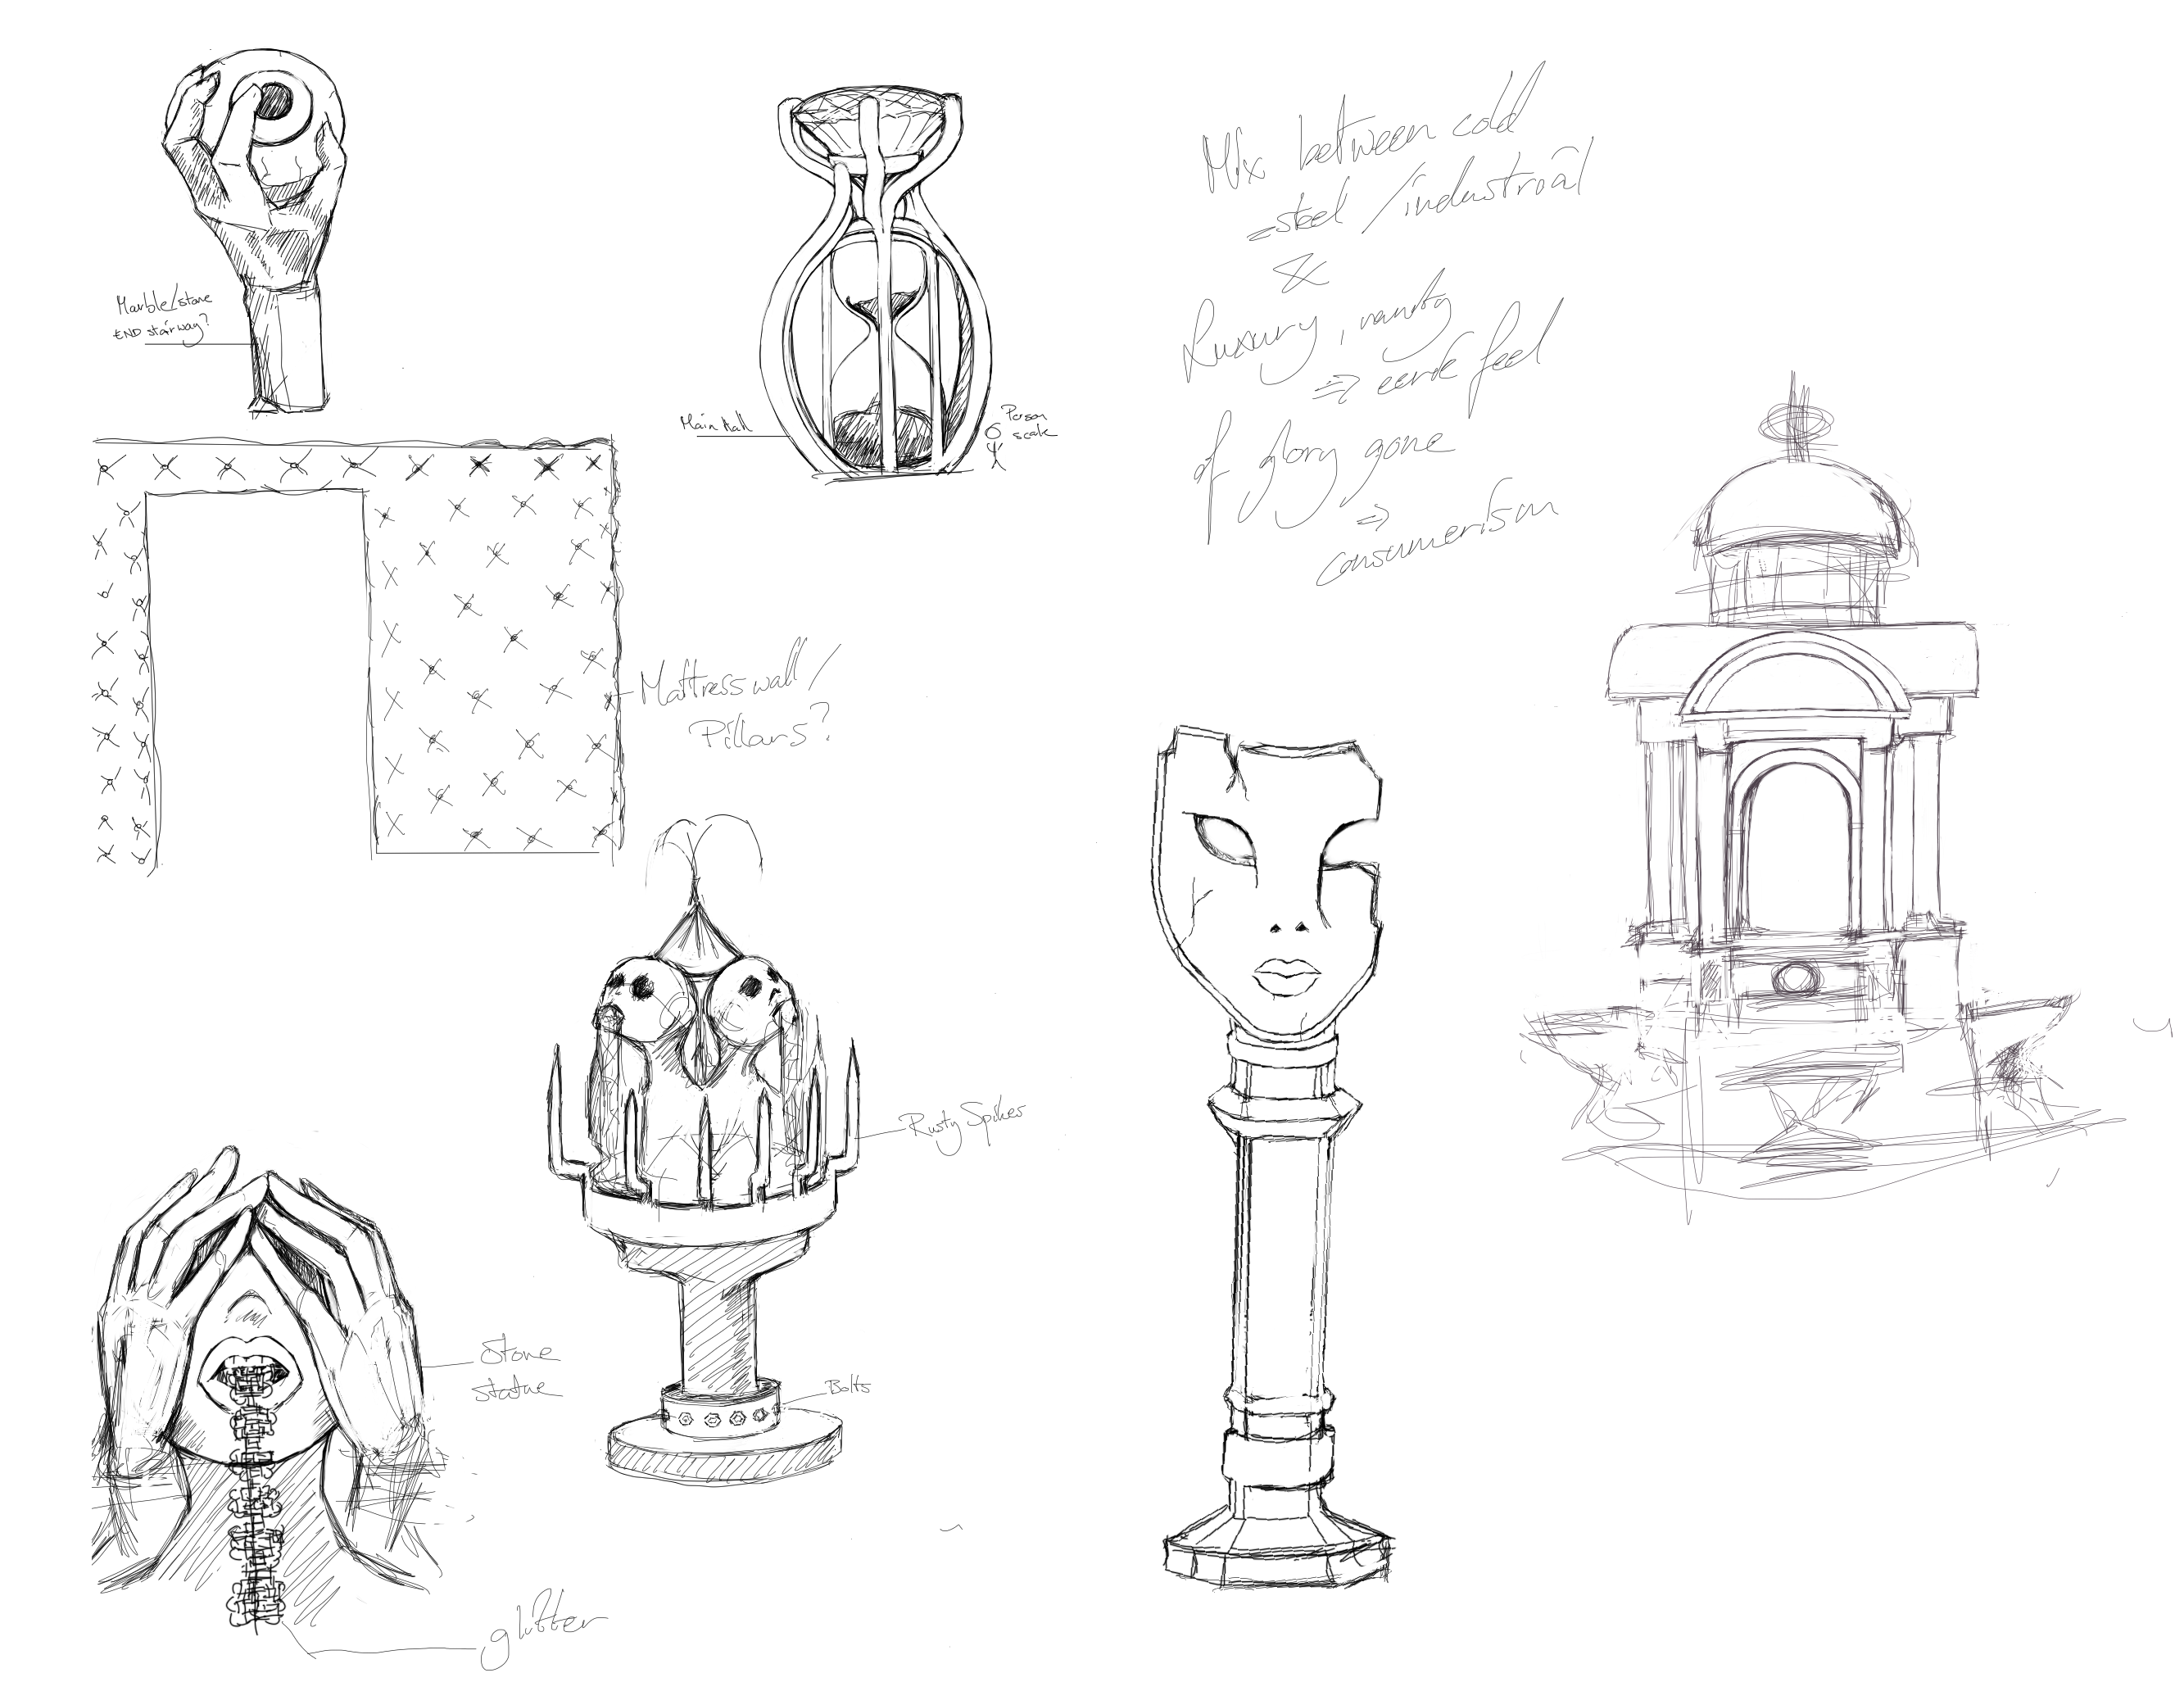 Marble/stone
END stairway?
Main Hall
Person
scale
Mix between cold
steel /industrial
&
Luxury, vanity
=> eerie feel
of glory gone
=>
consumerism
Mattress wall/
Pillars?
Rusty Spikes
Stone
statue
Bolts
glitter